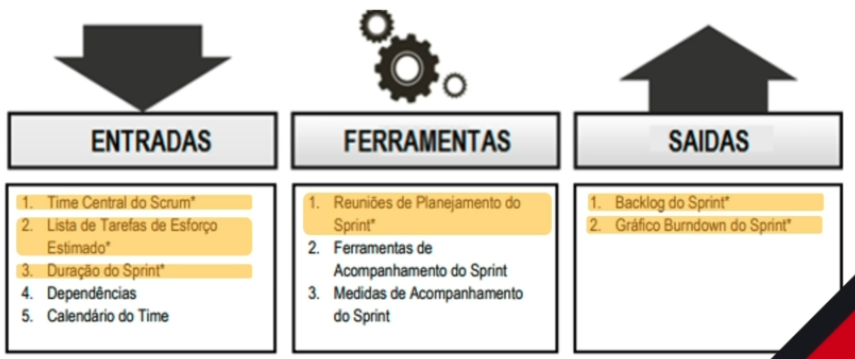 ENTRADAS
1. Time Central do Scrum*
2. Lista de Tarefas de Esforço
Estimado*
3. Duração do Sprint*
4. Dependências
5. Calendário do Time
FERRAMENTAS
1. Reuniões de Planejamento do
Sprint*
2. Ferramentas de
Acompanhamento do Sprint
3. Medidas de Acompanhamento
do Sprint
SAIDAS
1. Backlog do Sprint*
2. Gráfico Burndown do Sprint*